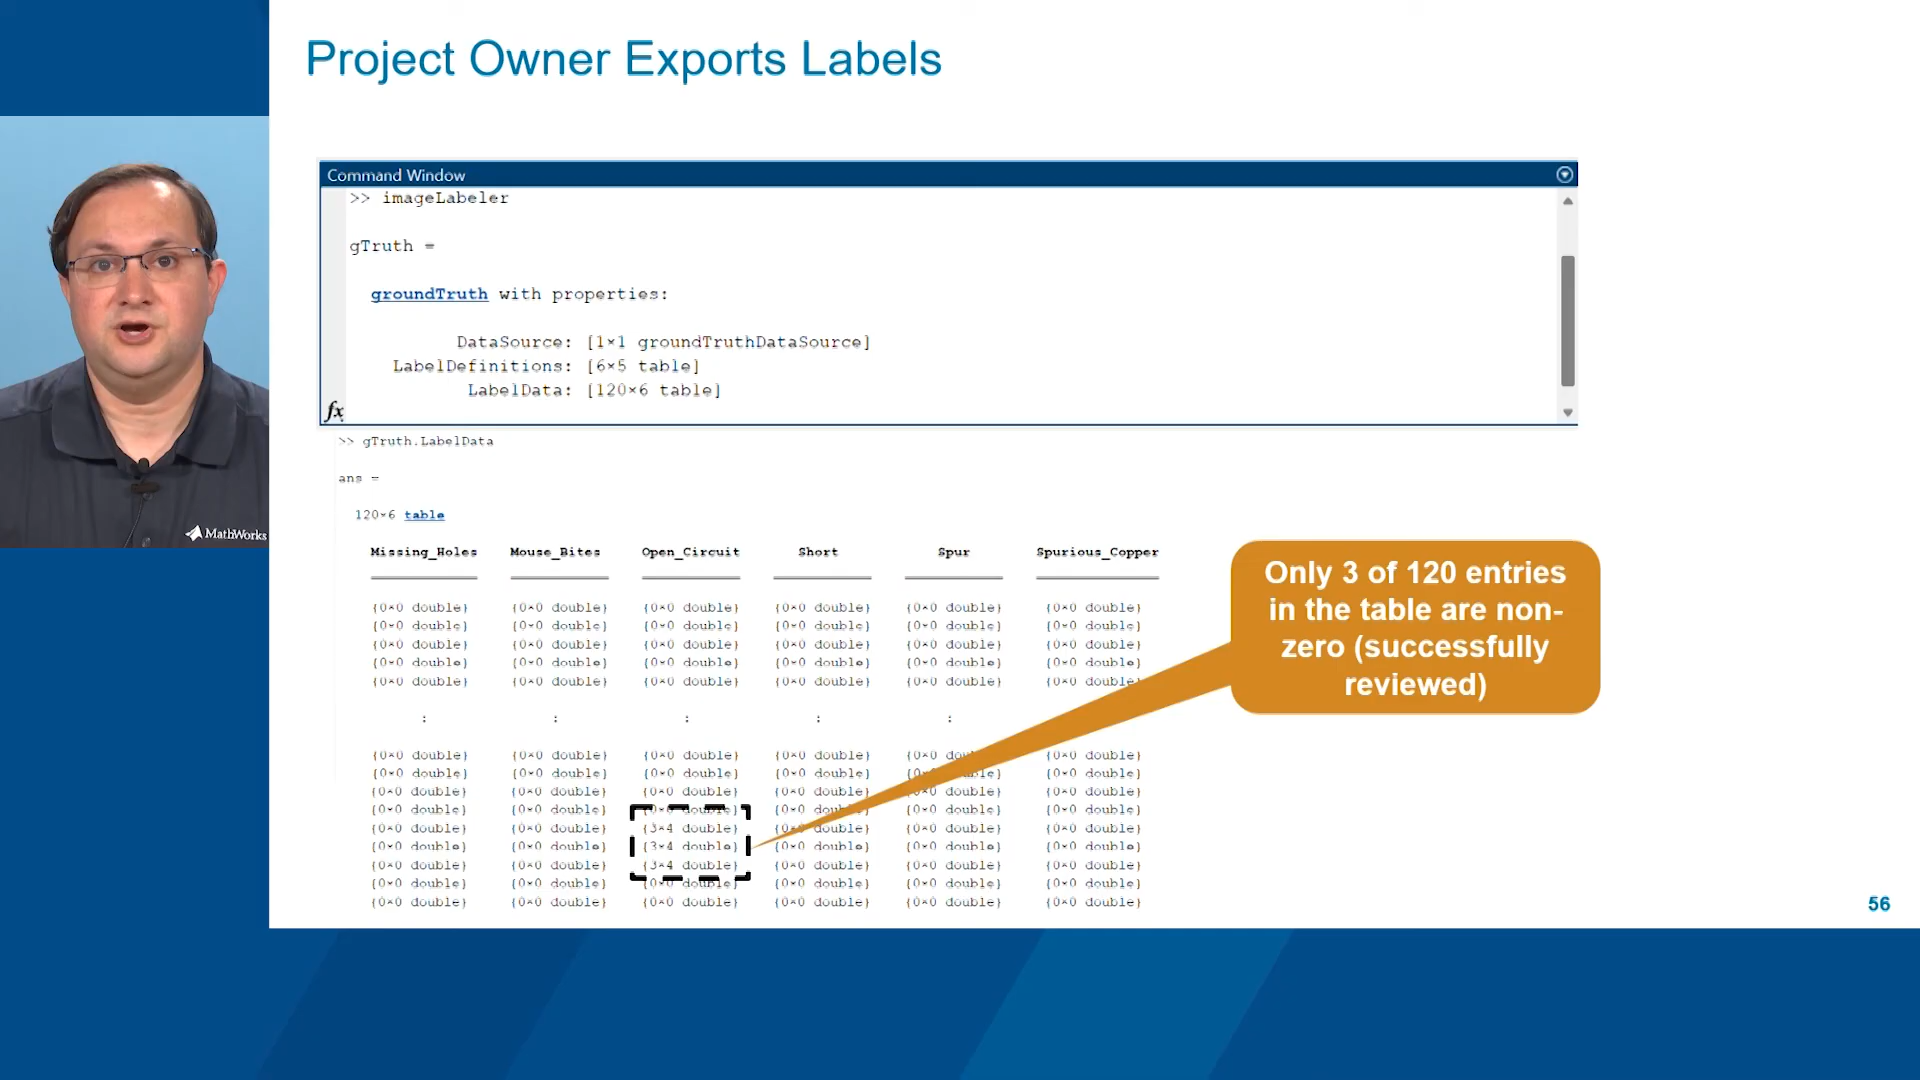 Project Owner Exports Labels
Command Window
>> imageLabeler
gTruth =
groundTruth with properties:
DataSource: [1×1 groundTruthDataSource]
LabelDefinitions: [6×5 table]
LabelData: [120×6 table]
fx
>> gTruth.LabelData
ans =
120×6 table
Missing_Holes Mouse_Bites Open_Circuit Short Spur Spurious_Copper
{0×0 double} {0×0 double} {0×0 double} {0×0 double} {0×0 double} {0×0 double}
{0×0 double} {0×0 double} {0×0 double} {0×0 double} {0×0 double} {0×0 double}
{0×0 double} {0×0 double} {0×0 double} {0×0 double} {0×0 double} {0×0 double}
{0×0 double} {0×0 double} {0×0 double} {0×0 double} {0×0 double} {0×0 double}
{0×0 double} {0×0 double} {0×0 double} {0×0 double} {0×0 double} {0×0 double}
: : : : :
{0×0 double} {0×0 double} {0×0 double} {0×0 double} {0×0 {0×0 double}
{0×0 double} {0×0 double} {0×0 double} {0×0 double} {0×0 double} {0×0 double}
{0×0 double} {0×0 double} {0×0 double} {0×0 double} {0×0 double}
{0×0 double} {0×0 double} {0×0 double} {0×0 double} {0×0 double} {0×0 double}
{0×0 double} {0×0 double} {3×4 double} {0×0 double} {0×0 double} {0×0 double}
{0×0 double} {0×0 double} {3×4 double} {0×0 double} {0×0 double} {0×0 double}
{0×0 double} {0×0 double} {3×4 double} {0×0 double} {0×0 double} {0×0 double}
{0×0 double} {0×0 double} {0×0 double} {0×0 double} {0×0 double} {0×0 double}
{0×0 double} {0×0 double} {0×0 double} {0×0 double} {0×0 double} {0×0 double}
Only 3 of 120 entries
in the table are non-
zero (successfully
reviewed)
MathWorks
56